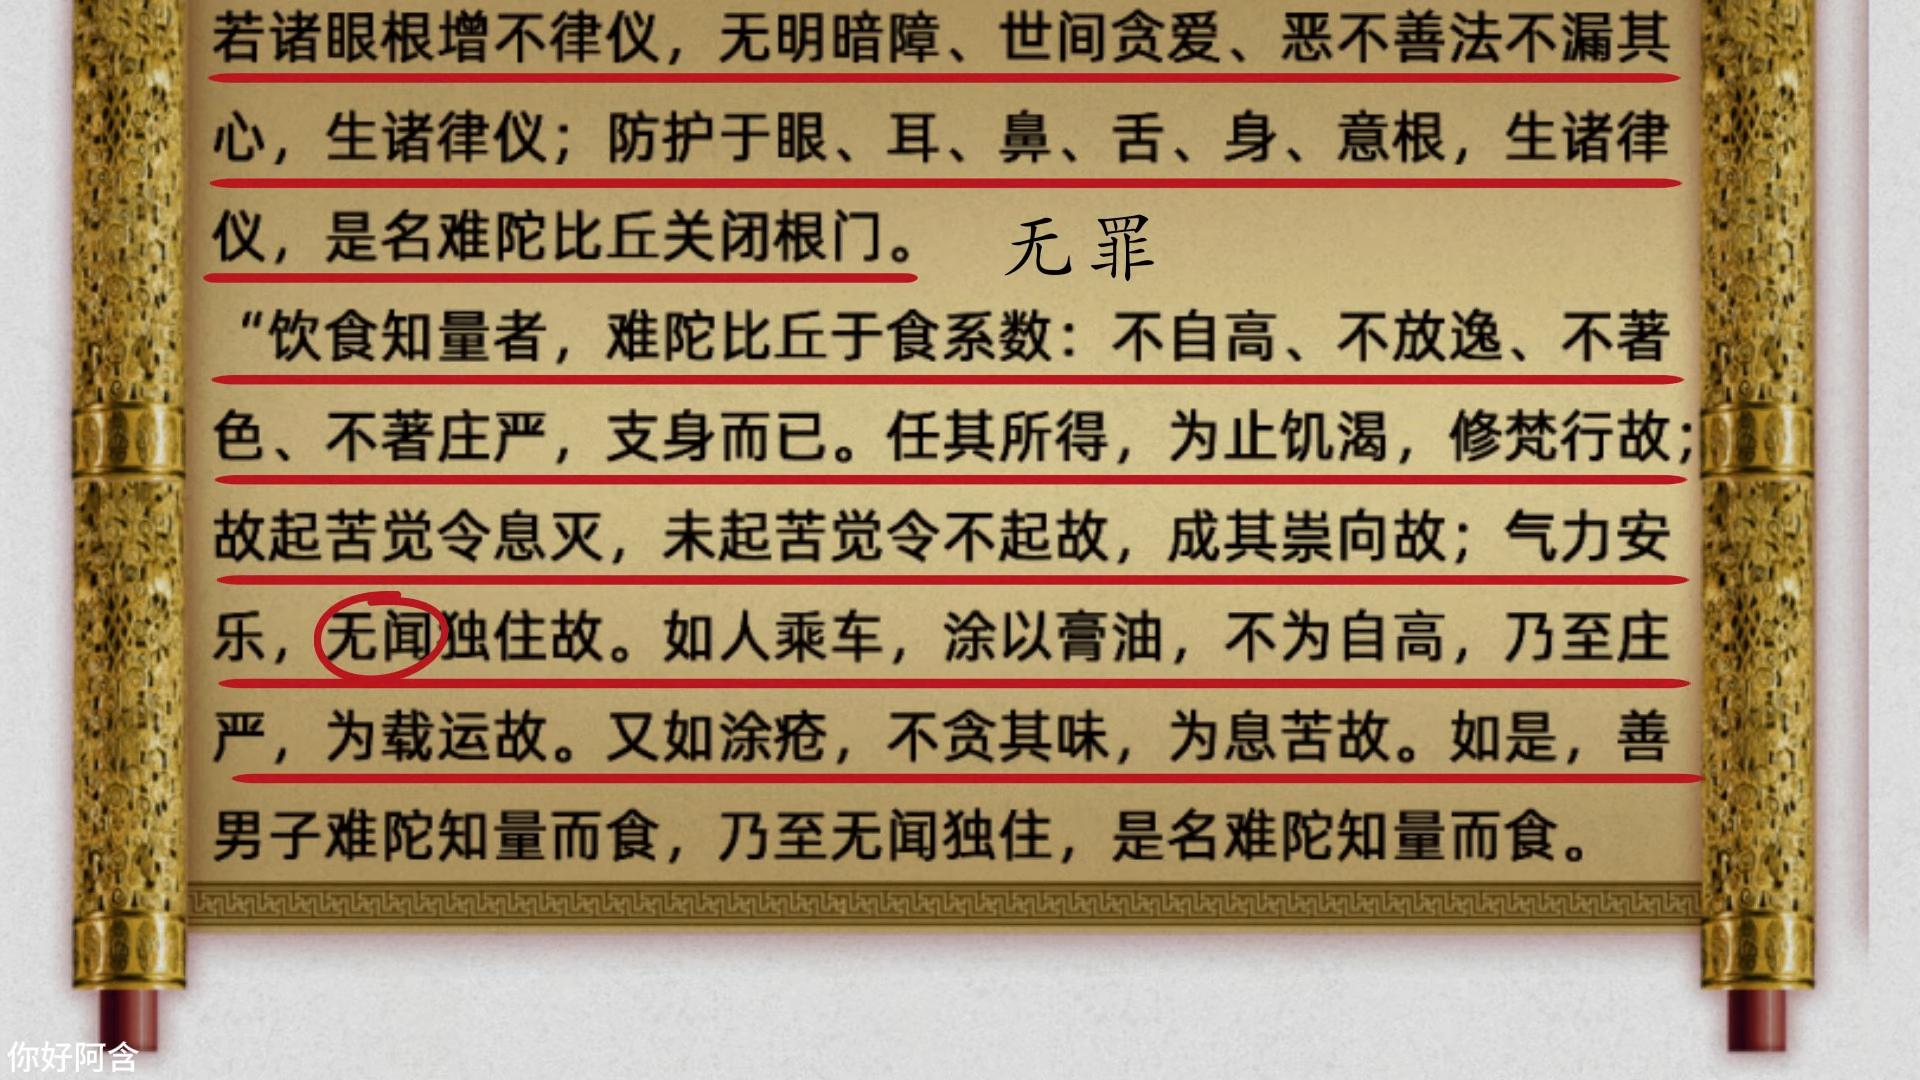 若诸眼根增不律仪，无明暗障、世间贪爱、恶不善法不漏其
心，生诸律仪；防护于眼、耳、鼻、舌、身、意根，生诸律
仪，是名难陀比丘关闭根门。 无罪
“饮食知量者，难陀比丘于食系数：不自高、不放逸、不著
色、不著庄严，支身而已。任其所得，为止饥渴，修梵行故；
故起苦觉令息灭，未起苦觉令不起故，成其崇向故；气力安
乐，无闻独住故。如人乘车，涂以膏油，不为自高，乃至庄
严，为载运故。又如涂疮，不贪其味，为息苦故。如是，善
男子难陀知量而食，乃至无闻独住，是名难陀知量而食。
你好阿含